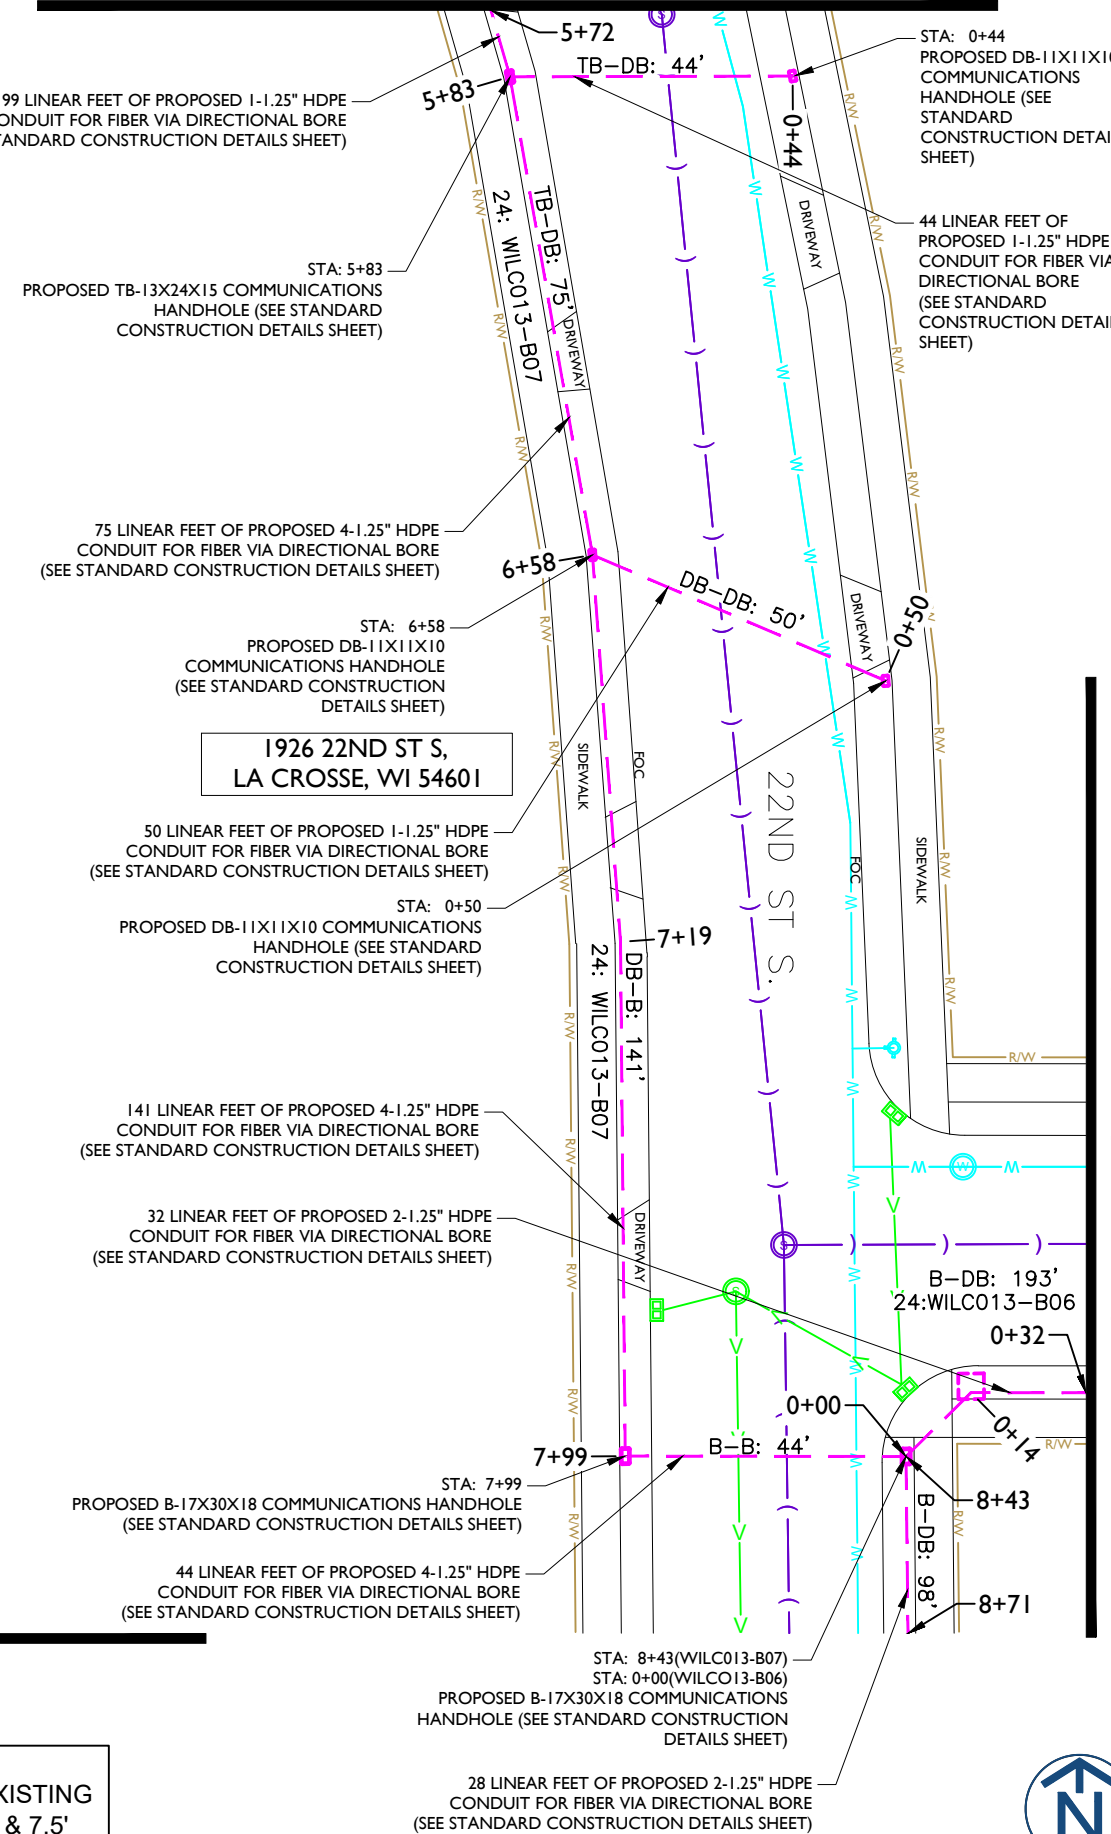 5+72
5+83
TB-DB: 44'
0+44
STA: 0+44
PROPOSED DB-11X11X10
COMMUNICATIONS
HANDHOLE (SEE
STANDARD
CONSTRUCTION DETAI
SHEET)
99 LINEAR FEET OF PROPOSED 1-1.25" HDPE
ONDUIT FOR FIBER VIA DIRECTIONAL BORE
TANDARD CONSTRUCTION DETAILS SHEET)
R/W
R/W
24: WILC013-B07
TB-DB: 75'
DRIVEWAY
DRIVEWAY
R/W
W
W
44 LINEAR FEET OF
PROPOSED 1-1.25" HDPE
CONDUIT FOR FIBER VIA
DIRECTIONAL BORE
(SEE STANDARD
CONSTRUCTION DETAI
SHEET)
STA: 5+83
PROPOSED TB-13X24X15 COMMUNICATIONS
HANDHOLE (SEE STANDARD
CONSTRUCTION DETAILS SHEET)
R/W
R/W
W
W
R/W
W
R/W
75 LINEAR FEET OF PROPOSED 4-1.25" HDPE
CONDUIT FOR FIBER VIA DIRECTIONAL BORE
(SEE STANDARD CONSTRUCTION DETAILS SHEET)
6+58
W
DB-DB: 50'
DRIVEWAY
0+50
R/W
W
STA: 6+58
PROPOSED DB-11X11X10
COMMUNICATIONS HANDHOLE
(SEE STANDARD CONSTRUCTION
DETAILS SHEET)
1926 22ND ST S,
LA CROSSE, WI 54601
R/W
SIDEWALK
FOC
22ND ST S.
W
R/W
50 LINEAR FEET OF PROPOSED 1-1.25" HDPE
CONDUIT FOR FIBER VIA DIRECTIONAL BORE
(SEE STANDARD CONSTRUCTION DETAILS SHEET)
R/W
FOC
SIDEWALK
W
STA: 0+50
PROPOSED DB-11X11X10 COMMUNICATIONS
HANDHOLE (SEE STANDARD
CONSTRUCTION DETAILS SHEET)
7+19
24: WILC013-B07
DB-B: 141'
W
R/W
R/W
R/W
W
141 LINEAR FEET OF PROPOSED 4-1.25" HDPE
CONDUIT FOR FIBER VIA DIRECTIONAL BORE
(SEE STANDARD CONSTRUCTION DETAILS SHEET)
R/W
W
W
W
W
32 LINEAR FEET OF PROPOSED 2-1.25" HDPE
CONDUIT FOR FIBER VIA DIRECTIONAL BORE
(SEE STANDARD CONSTRUCTION DETAILS SHEET)
DRIVEWAY
R/W
S
W
B-DB: 193'
24:WILC013-B06
S
0+32
W
R/W
0+00
0+14
R/W
7+99
B-B: 44'
W
STA: 7+99
PROPOSED B-17X30X18 COMMUNICATIONS HANDHOLE
(SEE STANDARD CONSTRUCTION DETAILS SHEET)
R/W
8+43
R/W
B-DB: 98'
W
44 LINEAR FEET OF PROPOSED 4-1.25" HDPE
CONDUIT FOR FIBER VIA DIRECTIONAL BORE
(SEE STANDARD CONSTRUCTION DETAILS SHEET)
8+71
STA: 8+43(WILC013-B07)
STA: 0+00(WILCO13-B06)
PROPOSED B-17X30X18 COMMUNICATIONS
HANDHOLE (SEE STANDARD CONSTRUCTION
DETAILS SHEET)
28 LINEAR FEET OF PROPOSED 2-1.25" HDPE
CONDUIT FOR FIBER VIA DIRECTIONAL BORE
(SEE STANDARD CONSTRUCTION DETAILS SHEET)
XISTING
& 7.5'
N